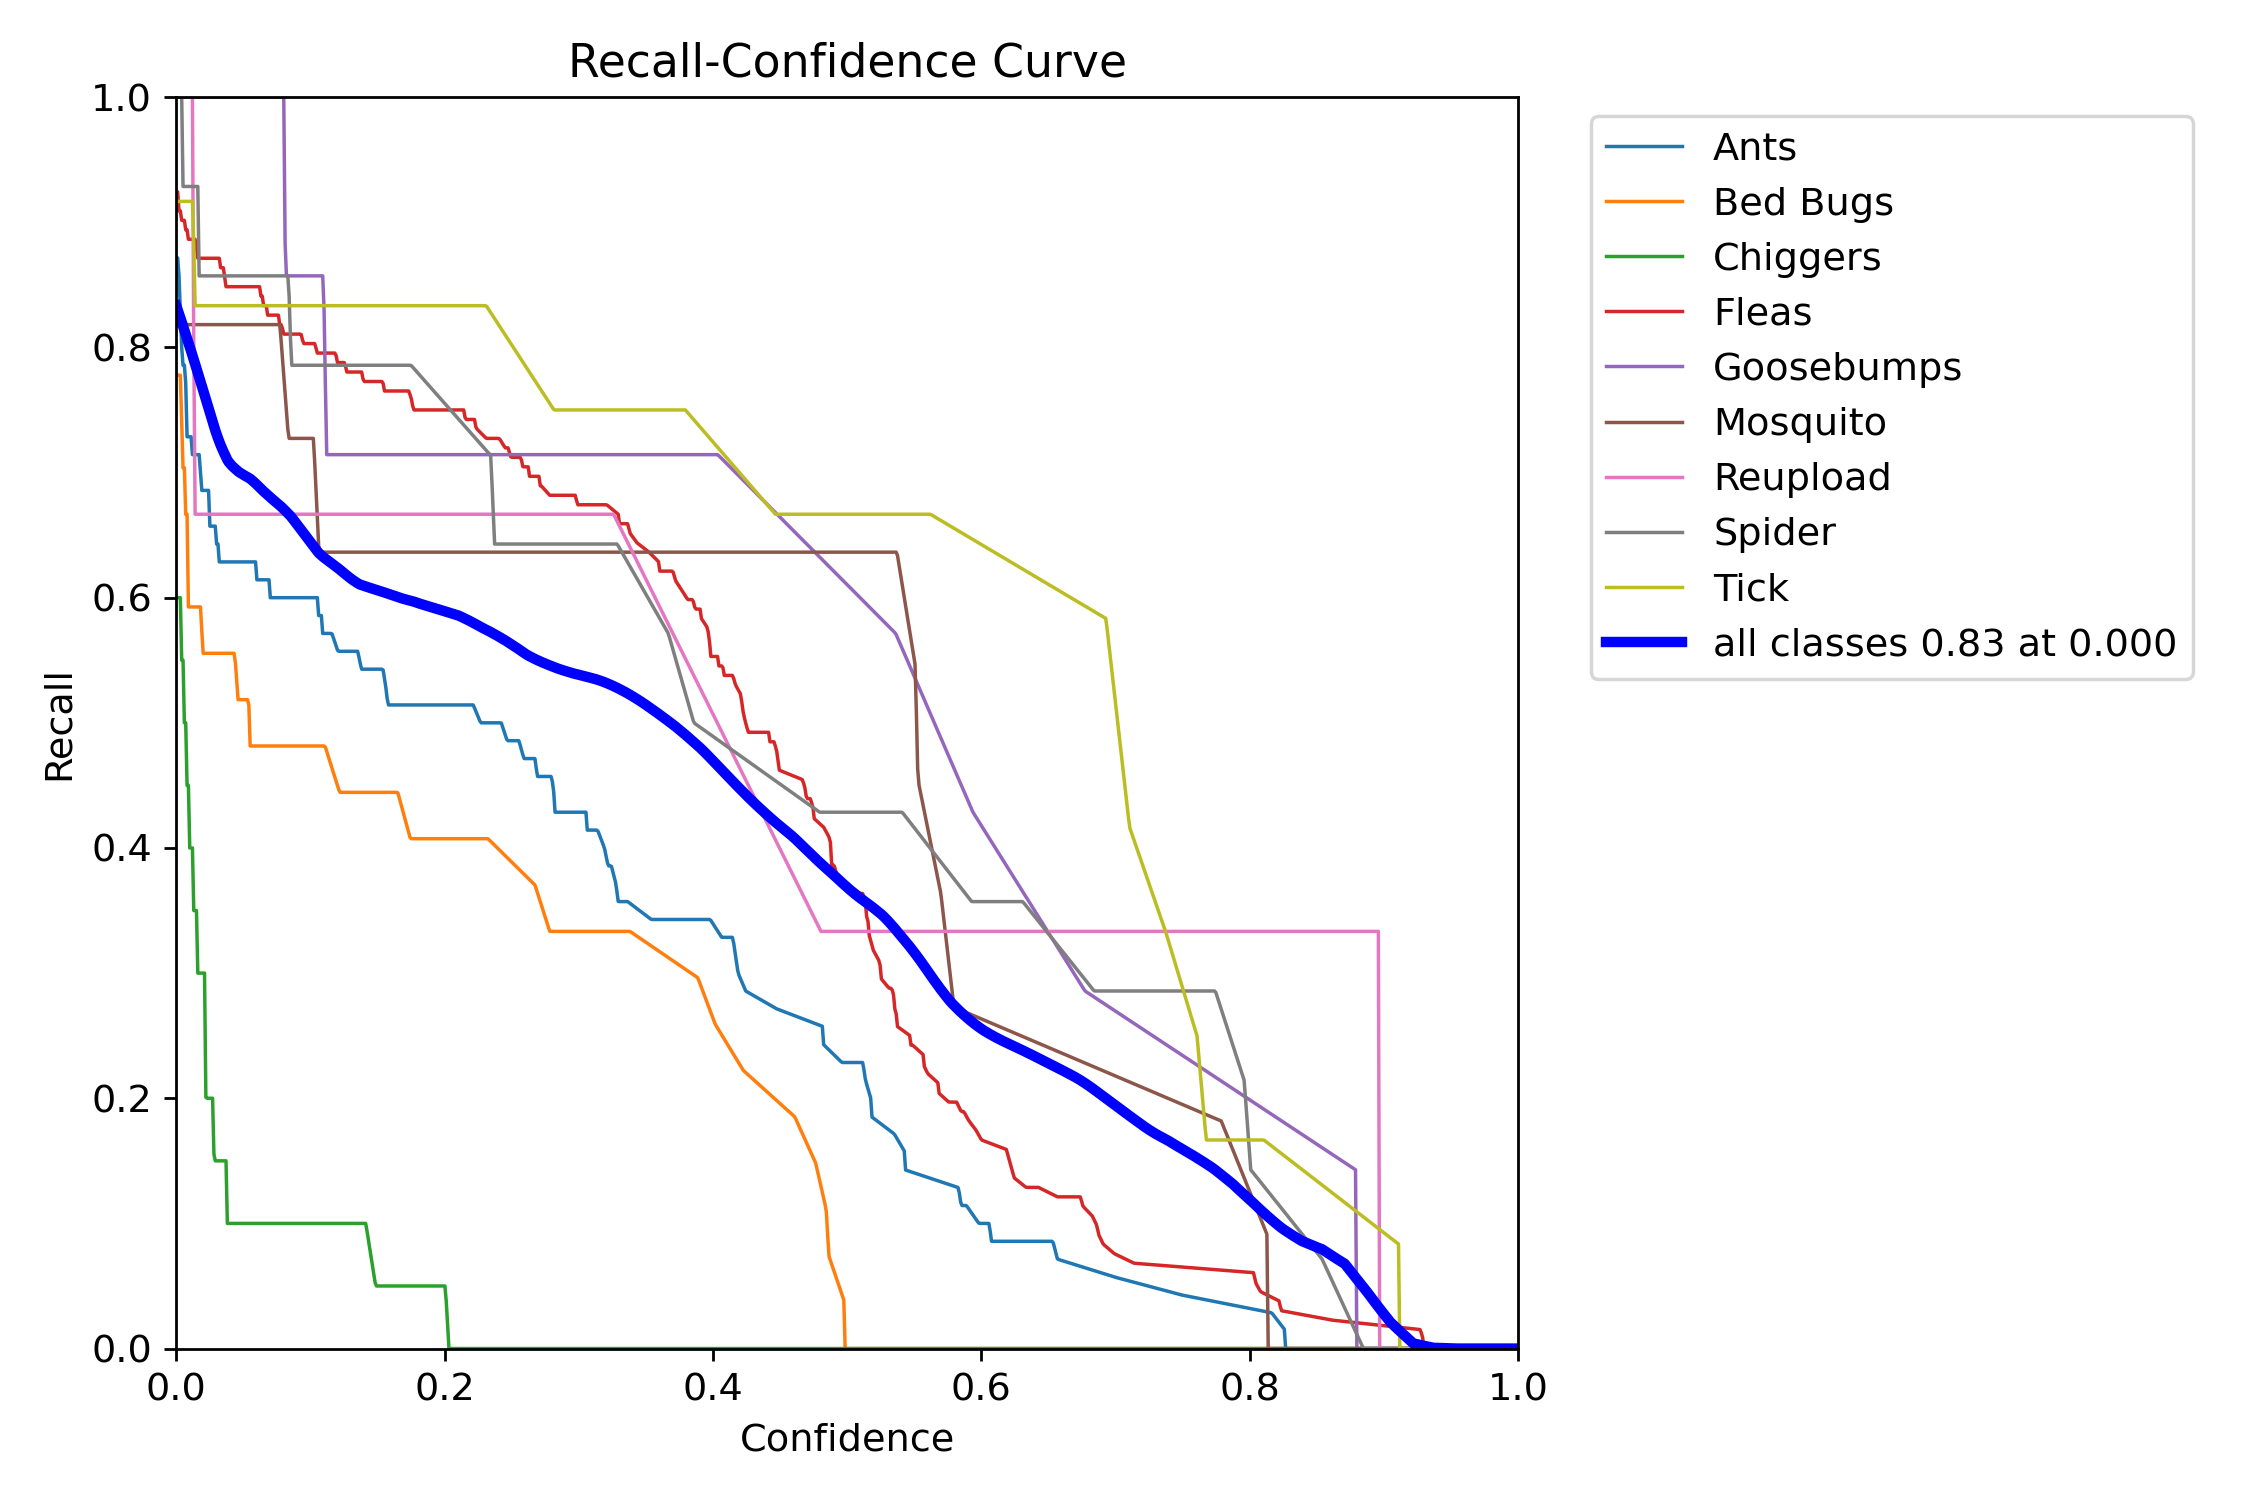 Recall-Confidence Curve
1.0
0.8
0.6
0.4
0.2
0.0
Recall
0.0 0.2 0.4 0.6 0.8 1.0
Confidence
Ants
Bed Bugs
Chiggers
Fleas
Goosebumps
Mosquito
Reupload
Spider
Tick
all classes 0.83 at 0.000